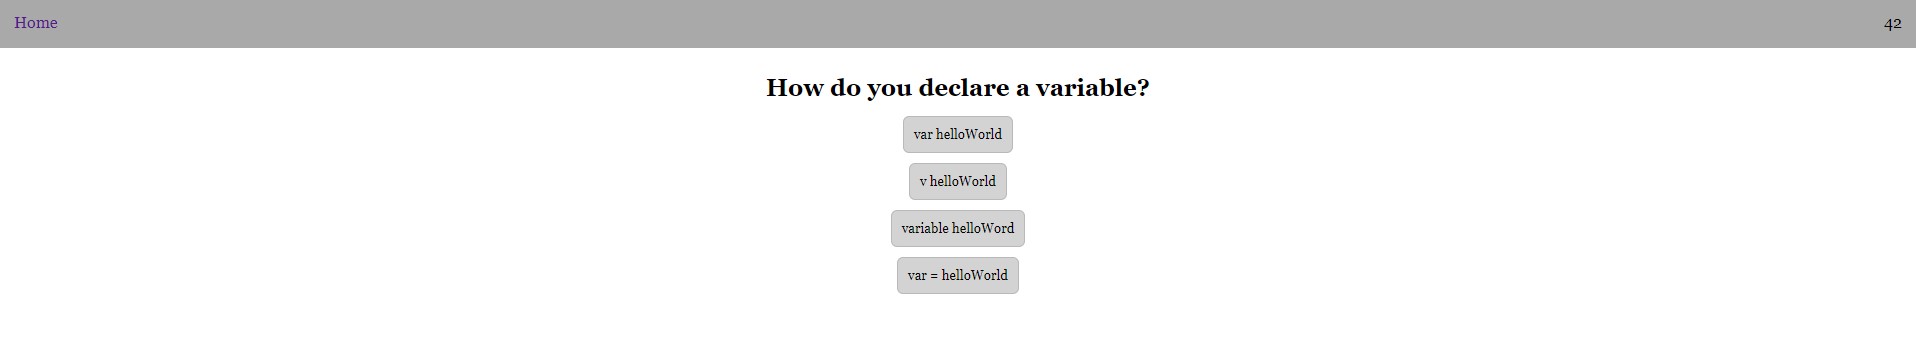 Home 42
How do you declare a variable?
var helloWorld
v helloWorld
variable helloWord
var = helloWorld